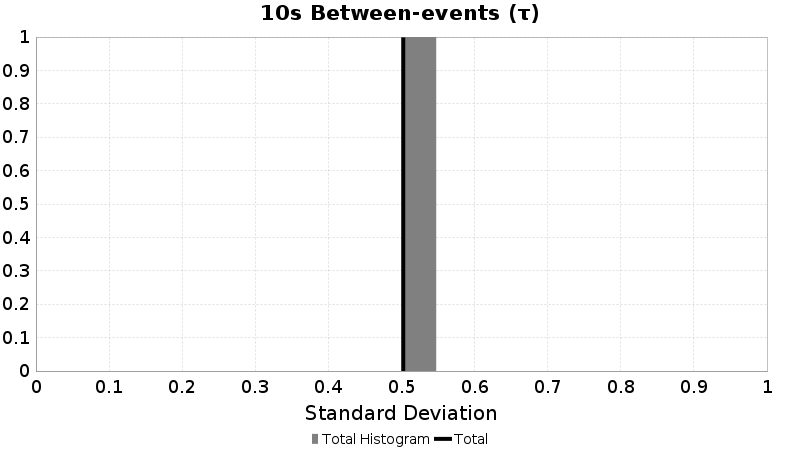 10s Between-events (τ)
1
0.9
0.8
0.7
0.6
0.5
0.4
0.3
0.2
0.1
0
0 0.1 0.2 0.3 0.4 0.5 0.6 0.7 0.8 0.9 1
Standard Deviation
Total Histogram Total